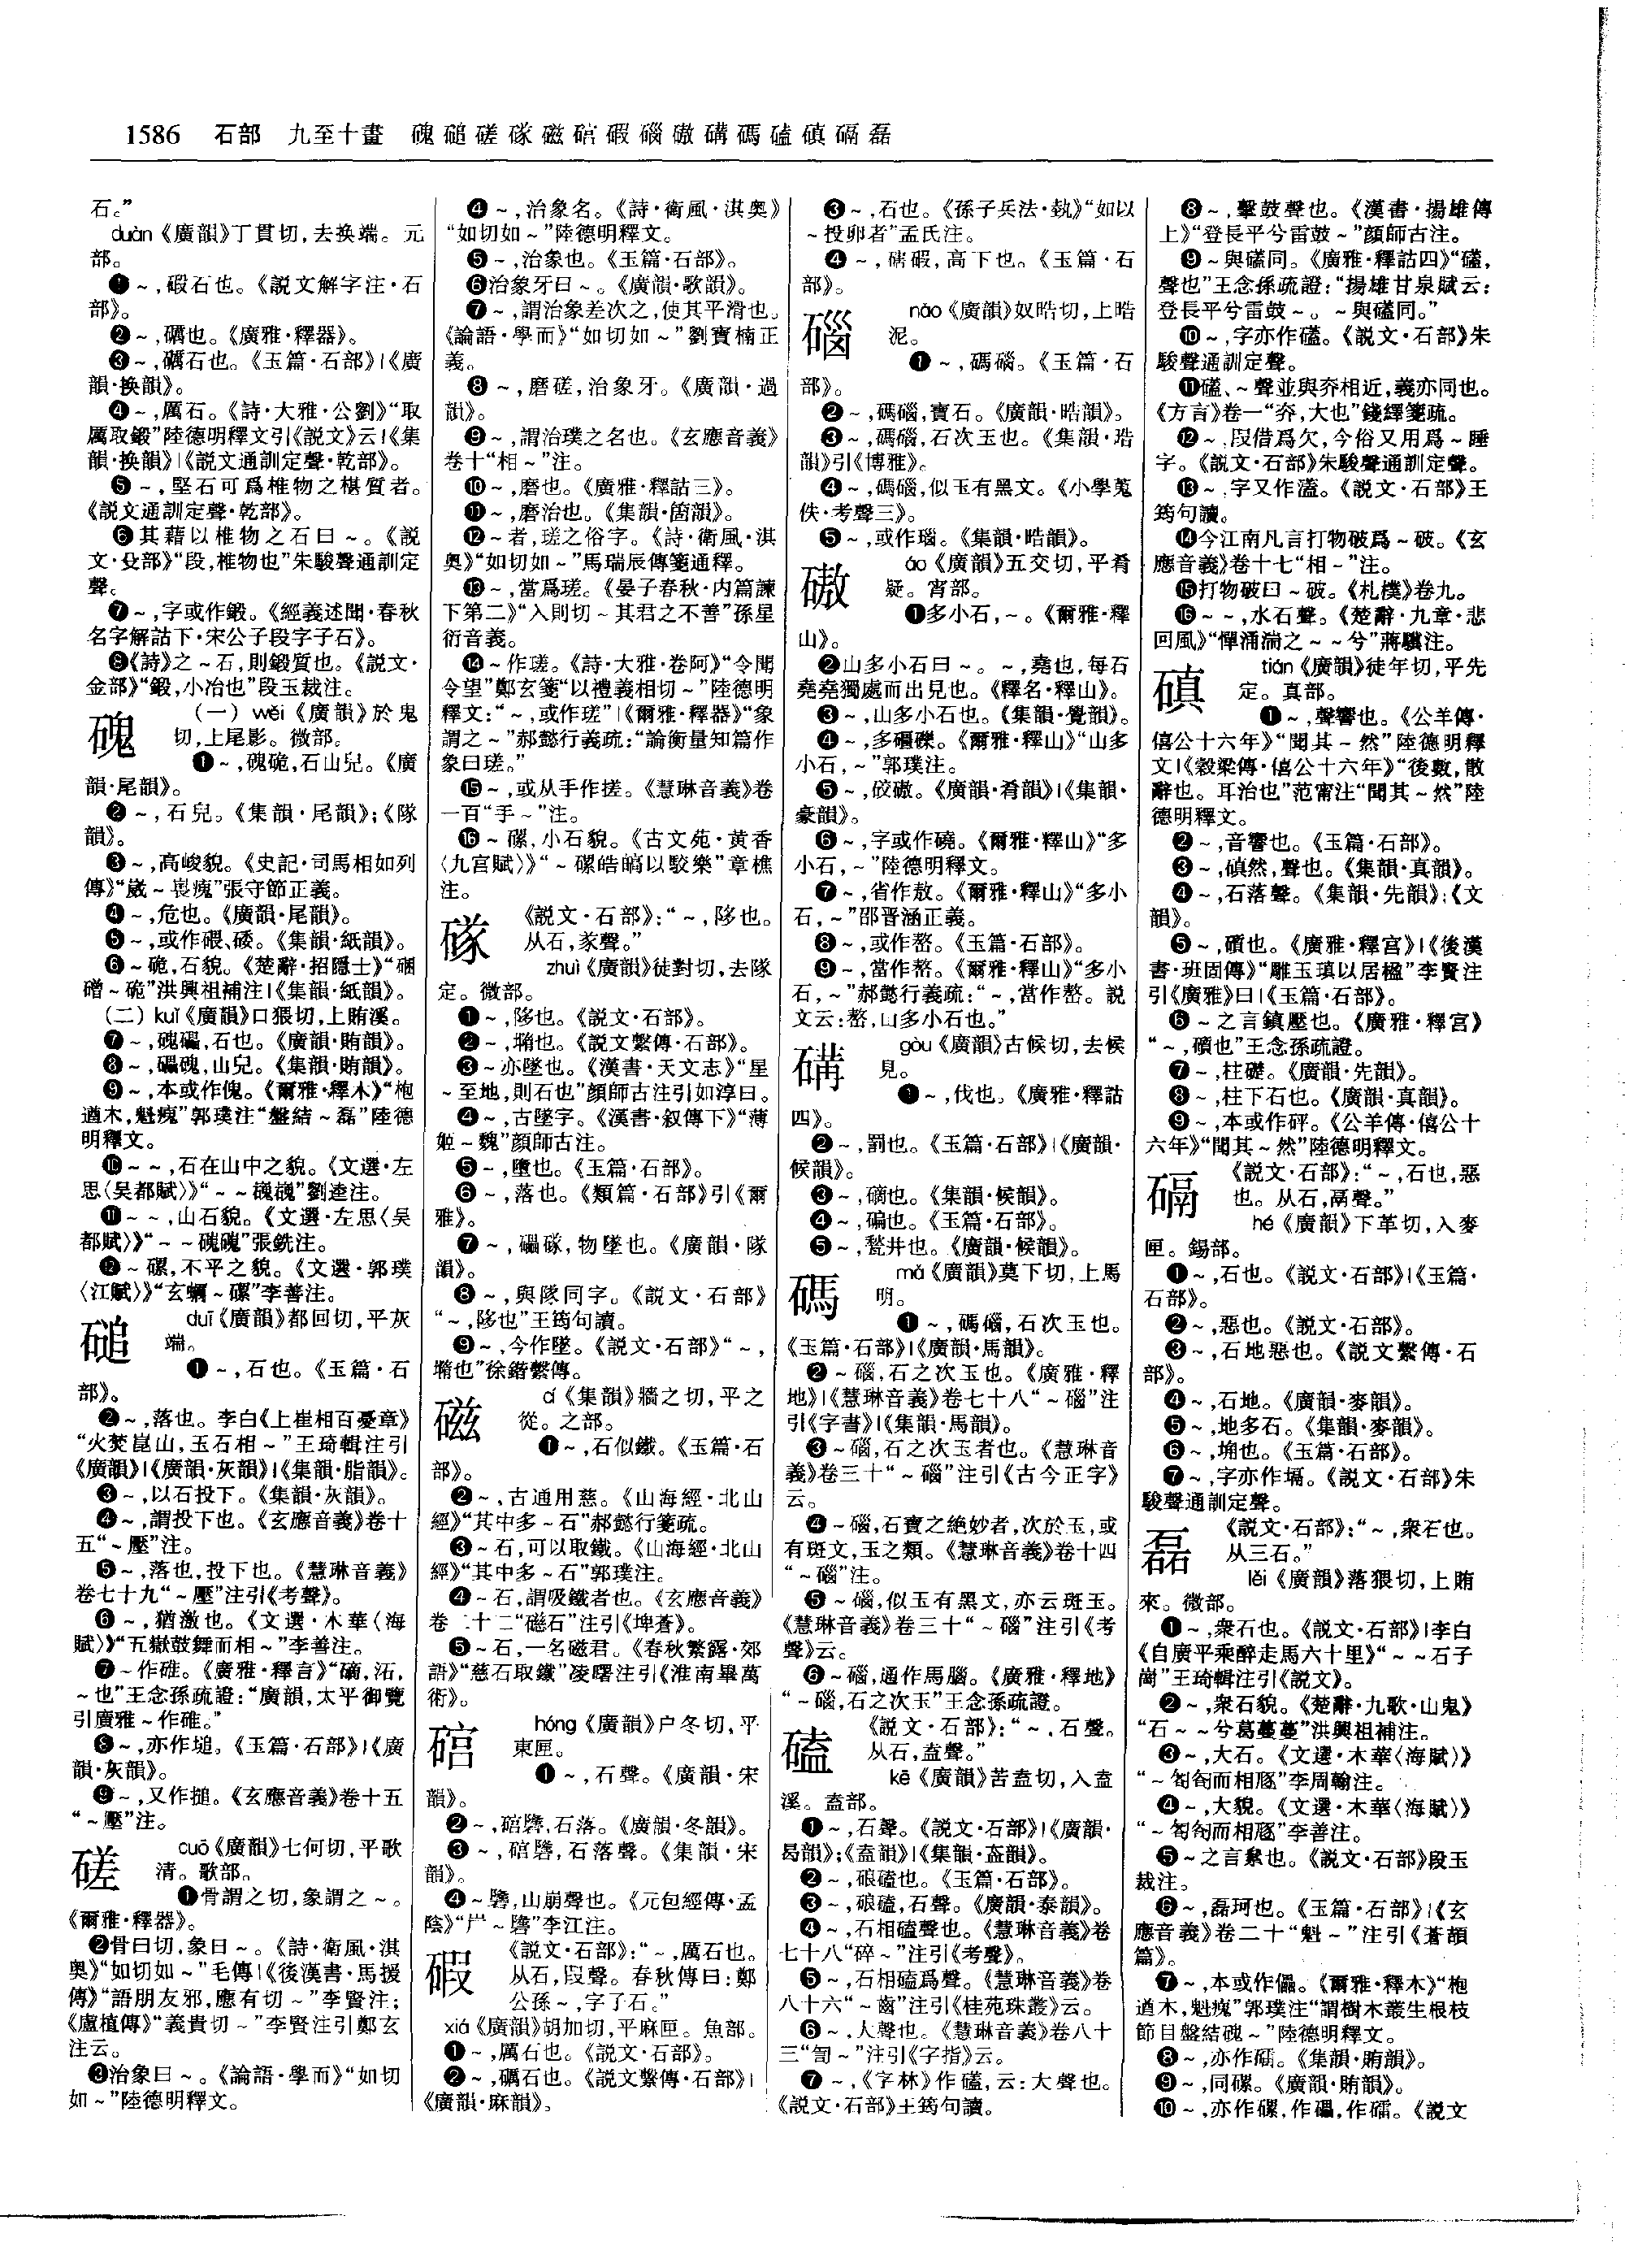 1586 石部 九至十畫 磈磓磋䃍磁硿碬碯磝磵碼磕磌碢磊
石。”
duàn《廣韻》丁貫切,去换端。元
部。
❶~,碫石也。《説文解字注·石
部》。
❷~,礪也。《廣雅·釋器》。
❸~,礪石也。《玉篇·石部》|《廣
韻·换韻》。
❹~,厲石。《詩·大雅·公劉》“取
厲取鍛”陸德明釋文引《説文》云|《集
韻·换韻》|《説文通訓定聲·乾部》。
❺~,堅石可爲椎物之椹質者。
《説文通訓定聲·乾部》。
❻其藉以椎物之石曰~。《説
文·殳部》“段,椎物也”朱駿聲通訓定
聲。
❼~,字或作鍛。《經義述聞·春秋
名字解詁下·宋公子段字子石》。
❽《詩》之~石,則鍛質也。《説文·
金部》“鍛,小冶也”段玉裁注。
磈
(一) wěi《廣韻》於鬼
切,上尾影。微部。
❶~,磈硊,石山皃。《廣
韻·尾韻》。
❷~,石皃。《集韻·尾韻》;《隊
韻》。
❸~,高峻貌。《史記·司馬相如列
傳》“崴~㟪瘣”張守節正義。
❹~,危也。《廣韻·尾韻》。
❺~,或作碨、磈。《集韻·紙韻》。
❻~硊,石貌。《楚辭·招隱士》“硱
磳~硊”洪興祖補注|《集韻·紙韻》。
(二) kuǐ《廣韻》口猥切,上賄溪。
❼~,磈礧,石也。《廣韻·賄韻》。
❽~,礧磈,山皃。《集韻·賄韻》。
❾~,本或作傀。《爾雅·釋木》“枹
遒木,魁瘣”郭璞注“盤結~磊”陸德
明釋文。
❿~~,石在山中之貌。《文選·左
思〈吴都賦〉》“~~磈磈”劉逵注。
⓫~~,山石貌。《文選·左思〈吴
都賦〉》“~~磈磈”張銑注。
⓬~磥,不平之貌。《文選·郭璞
〈江賦〉》“玄蠣~磥”李善注。
磓
duī《廣韻》都回切,平灰
端。
❶~,石也。《玉篇·石
部》。
❷~,落也。李白《上崔相百憂章》
“火焚崑山,玉石相~”王琦輯注引
《廣韻》|《廣韻·灰韻》|《集韻·脂韻》。
❸~,以石投下。《集韻·灰韻》。
❹~,謂投下也。《玄應音義》卷十
五“~壓”注。
❺~,落也,投下也。《慧琳音義》
卷七十九“~壓”注引《考聲》。
❻~,猶激也。《文選·木華〈海
賦〉》“五嶽鼓舞而相~”李善注。
❼~作碓。《廣雅·釋言》“磓,沰,
~也”王念孫疏證:“廣韻,太平御覽
引廣雅~作碓。”
❽~,亦作塠。《玉篇·石部》|《廣
韻·灰韻》。
❾~,又作搥。《玄應音義》卷十五
“~壓”注。
磋
cuō《廣韻》七何切,平歌
清。歌部。
❶骨謂之切,象謂之~。
《爾雅·釋器》。
❷骨曰切,象曰~。《詩·衛風·淇
奥》“如切如~”毛傳|《後漢書·馬援
傳》“語朋友邪,應有切~”李賢注;
《盧植傳》“義貴切~”李賢注引鄭玄
注云。
❸治象曰~。《論語·學而》“如切
如~”陸德明釋文。
❹~,治象名。《詩·衛風·淇奥》
“如切如~”陸德明釋文。
❺~,治象也。《玉篇·石部》。
❻治象牙曰~。《廣韻·歌韻》。
❼~,謂治象差次之,使其平滑也。
《論語·學而》“如切如~”劉寶楠正
義。
❽~,磨磋,治象牙。《廣韻·過
韻》。
❾~,謂治璞之名也。《玄應音義》
卷十“相~”注。
❿~,磨也。《廣雅·釋詁三》。
⓫~,磨治也。《集韻·箇韻》。
⓬~者,瑳之俗字。《詩·衛風·淇
奥》“如切如~”馬瑞辰傳箋通釋。
⓭~,當爲瑳。《晏子春秋·内篇諫
下第二》“入則切~其君之不善”孫星
衍音義。
⓮~作瑳。《詩·大雅·卷阿》“令聞
令望”鄭玄箋“以禮義相切~”陸德明
釋文:“~,或作瑳”|《爾雅·釋器》“象
謂之~”郝懿行義疏:“論衡量知篇作
象曰瑳。”
⓯~,或从手作搓。《慧琳音義》卷
一百“手~”注。
⓰~磥,小石貌。《古文苑·黄香
〈九宫賦〉》“~磥皓皜以駮樂”章樵
注。
䃍
《説文·石部》:“~,陊也。
从石,㒸聲。”
zhuì《廣韻》徒對切,去隊
定。微部。
❶~,陊也。《説文·石部》。
❷~,墮也。《説文繫傳·石部》。
❸~亦墜也。《漢書·天文志》“星
~至地,則石也”顔師古注引如淳曰。
❹~,古墜字。《漢書·叙傳下》“薄
姬~魏”顔師古注。
❺~,墮也。《玉篇·石部》。
❻~,落也。《類篇·石部》引《爾
雅》。
❼~,礧䃍,物墜也。《廣韻·隊
韻》。
❽~,與隊同字。《説文·石部》
“~,陊也”王筠句讀。
❾~,今作墜。《説文·石部》“~,
墮也”徐鍇繫傳。
磁
cí《集韻》牆之切,平之
從。之部。
❶~,石似鐵。《玉篇·石
部》。
❷~,古通用慈。《山海經·北山
經》“其中多~石”郝懿行箋疏。
❸~石,可以取鐵。《山海經·北山
經》“其中多~石”郭璞注。
❹~石,謂吸鐵者也。《玄應音義》
卷二十二“磁石”注引《埤蒼》。
❺~石,一名磁君。《春秋繁露·郊
語》“慈石取鐵”凌曙注引《淮南畢萬
術》。
hóng《廣韻》户冬切,平
東匣。
❶~,石聲。《廣韻·宋
韻》。
❷~,石落。《廣韻·冬韻》。
❸~,石落聲。《集韻·宋
韻》。
❹~,山崩聲也。《元包經傳·孟
陰》李江注。
碬
《説文·石部》:“~,厲石也。
从石,叚聲。春秋傳曰:鄭
公孫~,字子石。”
xiá《廣韻》胡加切,平麻匣。魚部。
❶~,厲石也。《説文·石部》。
❷~,礪石也。《説文繫傳·石部》|
《廣韻·麻韻》。
❸~,石也。《孫子兵法·埶》“如以
~投卵者”孟氏注。
❹~,碬,高下也。《玉篇·石
部》。
碯
nǎo《廣韻》奴晧切,上晧
泥。
❶~,碼碯。《玉篇·石
部》。
❷~,碼碯,寶石。《廣韻·晧韻》。
❸~,碼碯,石次玉也。《集韻·晧
韻》引《博雅》。
❹~,碼碯,似玉有黑文。《小學蒐
佚·考聲三》。
❺~,或作瑙。《集韻·晧韻》。
磝
áo《廣韻》五交切,平肴
疑。宵部。
❶多小石,~。《爾雅·釋
山》。
❷山多小石曰~。~,堯也,每石
堯堯獨處而出見也。《釋名·釋山》。
❸~,山多小石也。《集韻·覺韻》。
❹~,多礓礫。《爾雅·釋山》“山多
小石,~”郭璞注。
❺~,䂭磝。《廣韻·肴韻》|《集韻·
豪韻》。
❻~,字或作磽。《爾雅·釋山》“多
小石,~”陸德明釋文。
❼~,省作敖。《爾雅·釋山》“多小
石,~”邵晋涵正義。
❽~,或作嶅。《玉篇·石部》。
❾~,當作嶅。《爾雅·釋山》“多小
石,~”郝懿行義疏:“~,當作嶅。説
文云:嶅,山多小石也。”
gòu《廣韻》古候切,去候
見。
❶~,伐也。《廣雅·釋詁
四》。
❷~,罰也。《玉篇·石部》|《廣韻·
候韻》。
❸~,碻也。《集韻·候韻》。
❹~,碥也。《玉篇·石部》。
❺~,甃井也。《廣韻·候韻》。
碼
mǎ《廣韻》莫下切,上馬
明。
❶~,碼碯,石次玉也。
《玉篇·石部》|《廣韻·馬韻》。
❷~碯,石之次玉也。《廣雅·釋
地》|《慧琳音義》卷七十八“~碯”注
引《字書》|《集韻·馬韻》。
❸~碯,石之次玉者也。《慧琳音
義》卷三十“~碯”注引《古今正字》
云。
❹~碯,石寶之絶妙者,次於玉,或
有斑文,玉之類。《慧琳音義》卷十四
“~碯”注。
❺~碯,似玉有黑文,亦云斑玉。
《慧琳音義》卷三十“~碯”注引《考
聲》云。
❻~碯,通作馬腦。《廣雅·釋地》
“~碯,石之次玉”王念孫疏證。
磕
《説文·石部》:“~,石聲。
从石,盍聲。”
kē《廣韻》苦盍切,入盍
溪。盍部。
❶~,石聲。《説文·石部》|《廣韻·
曷韻》;《盍韻》|《集韻·盍韻》。
❷~,硠磕也。《玉篇·石部》。
❸~,硠磕,石聲。《廣韻·泰韻》。
❹~,石相磕聲也。《慧琳音義》卷
七十八“碎~”注引《考聲》。
❺~,石相磕爲聲。《慧琳音義》卷
八十六“~齒”注引《桂苑珠叢》云。
❻~,大聲也。《慧琳音義》卷八十
三“訇~”注引《字指》云。
❼~,《字林》作礚,云:大聲也。
《説文·石部》王筠句讀。
❽~,擊鼓聲也。《漢書·揚雄傳
上》“登長平兮雷鼓~”顔師古注。
❾~與礚同。《廣雅·釋詁四》“礚,
聲也”王念孫疏證:“揚雄甘泉賦云:
登長平兮雷鼓~。~與礚同。”
❿~,字亦作礚。《説文·石部》朱
駿聲通訓定聲。
⓫礚、~聲並與夰相近,義亦同也。
《方言》卷一“夰,大也”錢繹箋疏。
⓬~,叚借爲欠,今俗又用爲~睡
字。《説文·石部》朱駿聲通訓定聲。
⓭~,字又作溘。《説文·石部》王
筠句讀。
⓮今江南凡言打物破爲~破。《玄
應音義》卷十七“相~”注。
⓯打物破曰~破。《札樸》卷九。
⓰~~,水石聲。《楚辭·九章·悲
回風》“憚涌湍之~~兮”蔣驥注。
磌
tián《廣韻》徒年切,平先
定。真部。
❶~,聲響也。《公羊傳·
僖公十六年》“聞其~然”陸德明釋
文|《穀梁傳·僖公十六年》“後數,散
辭也。耳治也”范甯注“聞其~然”陸
德明釋文。
❷~,音響也。《玉篇·石部》。
❸~,磌然,聲也。《集韻·真韻》。
❹~,石落聲。《集韻·先韻》;《文
韻》。
❺~,礩也。《廣雅·釋宫》|《後漢
書·班固傳》“雕玉瑱以居楹”李賢注
引《廣雅》曰|《玉篇·石部》。
❻~之言鎮壓也。《廣雅·釋宫》
“~,礩也”王念孫疏證。
❼~,柱礎。《廣韻·先韻》。
❽~,柱下石也。《廣韻·真韻》。
❾~,本或作砰。《公羊傳·僖公十
六年》“聞其~然”陸德明釋文。
䃒
《説文·石部》:“~,石也,惡
也。从石,鬲聲。”
hé《廣韻》下革切,入麥
匣。錫部。
❶~,石也。《説文·石部》|《玉篇·
石部》。
❷~,惡也。《説文·石部》。
❸~,石地惡也。《説文繫傳·石
部》。
❹~,石地。《廣韻·麥韻》。
❺~,地多石。《集韻·麥韻》。
❻~,塥也。《玉篇·石部》。
❼~,字亦作塥。《説文·石部》朱
駿聲通訓定聲。
磊
《説文·石部》:“~,衆石也。
从三石。”
lěi《廣韻》落猥切,上賄
來。微部。
❶~,衆石也。《説文·石部》|李白
《自廣平乘醉走馬六十里》“~~石子
崗”王琦輯注引《説文》。
❷~,衆石貌。《楚辭·九歌·山鬼》
“石~~兮葛蔓蔓”洪興祖補注。
❸~,大石。《文選·木華〈海賦〉》
“~匒匌而相豗”李周翰注。
❹~,大貌。《文選·木華〈海賦〉》
“~匒匌而相豗”李善注。
❺~之言絫也。《説文·石部》段玉
裁注。
❻~,磊砢也。《玉篇·石部》|《玄
應音義》卷二十“魁~”注引《蒼頡
篇》。
❼~,本或作儡。《爾雅·釋木》“枹
遒木,魁瘣”郭璞注“謂樹木叢生根枝
節目盤結磈~”陸德明釋文。
❽~,亦作礌。《集韻·賄韻》。
❾~,同磥。《廣韻·賄韻》。
❿~,亦作磥,作礧,作礌。《説文